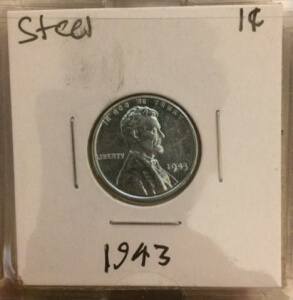 Steel 1¢
IN GOD WE TRUST
LIBERTY 1943
1943